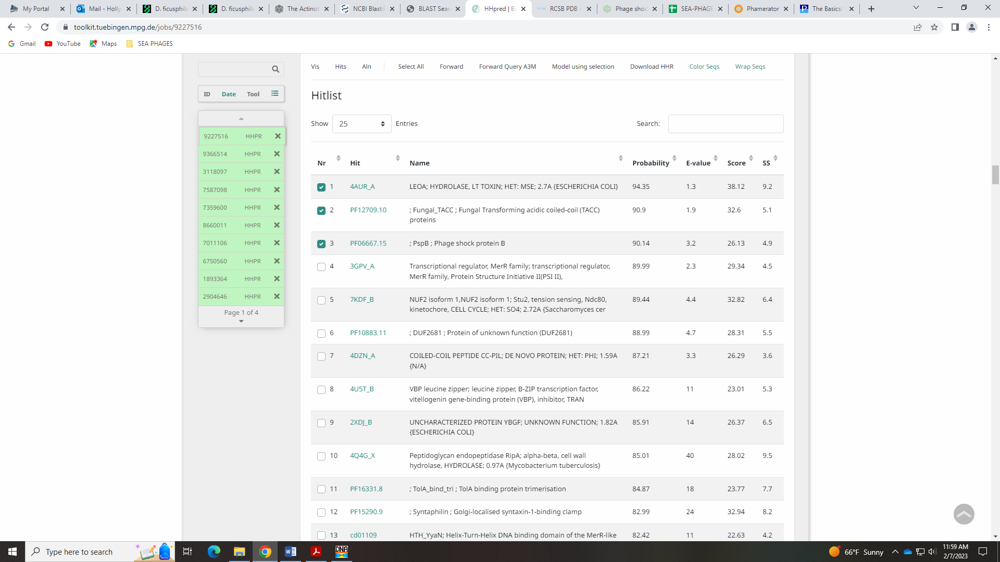 My Portal
Mail - Holly
D. ficusphila
D. ficusphila
The Actinob
NCBI Blast:F
BLAST Sear
HHpred | Bi
RCSB PDB -
Phage shoc
SEA-PHAGE
Phamerator
The Basics:
toolkit.tuebingen.mpg.de/jobs/9227516
Gmail YouTube Maps SEA PHAGES
Vis Hits Aln Select All Forward Forward Query A3M Model using selection Download HHR Color Seqs Wrap Seqs
ID Date Tool
9227516 HHPR
9366514 HHPR
3118097 HHPR
7587098 HHPR
7359600 HHPR
8660011 HHPR
7011106 HHPR
6750560 HHPR
1893364 HHPR
2904646 HHPR
Page 1 of 4
Hitlist
Show 25 Entries Search:
Nr Hit Name Probability E-value Score SS
1 4AUR_A LEOA; HYDROLASE, LT TOXIN; HET: MSE; 2.7A {ESCHERICHIA COLI} 94.35 1.3 38.12 9.2
2 PF12709.10 ; Fungal_TACC ; Fungal Transforming acidic coiled-coil (TACC) 90.9 1.9 32.6 5.1
proteins
3 PF06667.15 ; PspB ; Phage shock protein B 90.14 3.2 26.13 4.9
4 3GPV_A Transcriptional regulator, MerR family; transcriptional regulator, 89.99 2.3 29.34 4.5
MerR family, Protein Structure Initiative II(PSI II),
5 7KDF_B NUF2 isoform 1,NUF2 isoform 1; Stu2, tension sensing, Ndc80, 89.44 4.4 32.82 6.4
kinetochore, CELL CYCLE; HET: SO4; 2.72A {Saccharomyces cer
6 PF10883.11 ; DUF2681 ; Protein of unknown function (DUF2681) 88.99 4.7 28.31 5.5
7 4DZN_A COILED-COIL PEPTIDE CC-PIL; DE NOVO PROTEIN; HET: PHI; 1.59A 87.21 3.3 26.29 3.6
{N/A}
8 4U5T_B VBP leucine zipper; leucine zipper, B-ZIP transcription factor, 86.22 11 23.01 5.3
vitellogenin gene-binding protein (VBP), inhibitor, TRAN
9 2XDJ_B UNCHARACTERIZED PROTEIN YBGF; UNKNOWN FUNCTION; 1.82A 85.91 14 26.37 6.5
{ESCHERICHIA COLI}
10 4Q4G_X Peptidoglycan endopeptidase RipA; alpha-beta, cell wall 85.01 40 28.02 9.5
hydrolase, HYDROLASE; 0.97A {Mycobacterium tuberculosis}
11 PF16331.8 ; TolA_bind_tri ; TolA binding protein trimerisation 84.87 18 23.77 7.7
12 PF15290.9 ; Syntaphilin ; Golgi-localised syntaxin-1-binding clamp 82.99 24 32.94 8.2
13 cd01109 HTH_YyaN; Helix-Turn-Helix DNA binding domain of the MerR-like 82.42 11 22.63 4.2
Type here to search
DNA
66°F Sunny
11:59 AM
2/7/2023